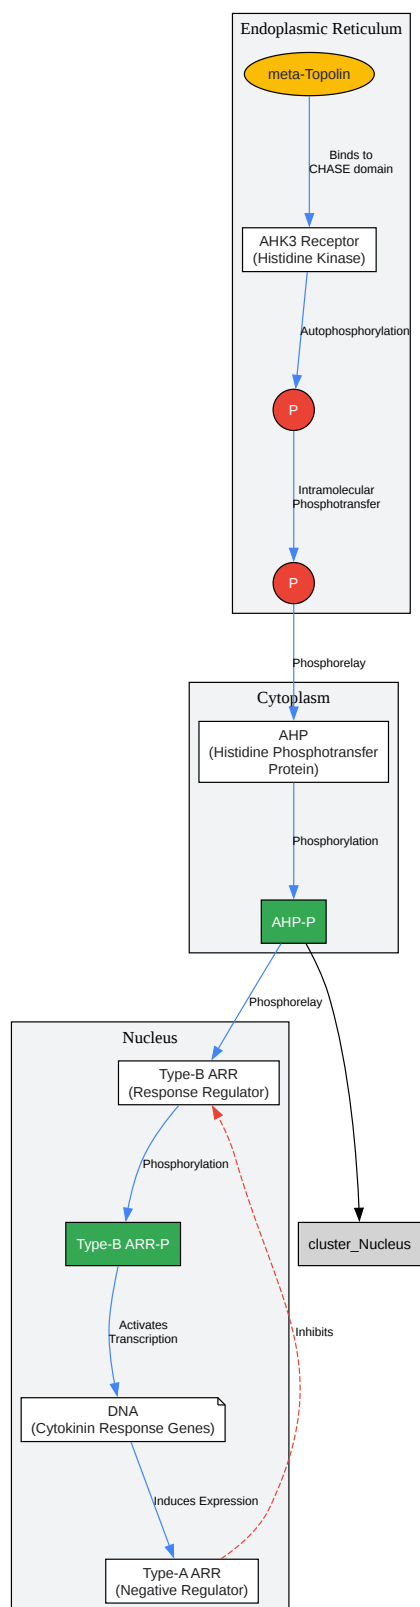 Endoplasmic Reticulum
meta-Topolin
Binds to
CHASE domain
AHK3 Receptor
(Histidine Kinase)
Autophosphorylation
P
Intramolecular
Phosphotransfer
P
Phosphorelay
Cytoplasm
AHP
(Histidine Phosphotransfer
Protein)
Phosphorylation
AHP-P
Phosphorelay
Nucleus
Type-B ARR
(Response Regulator)
Phosphorylation
Type-B ARR-P
cluster_Nucleus
Activates
Transcription
Inhibits
DNA
(Cytokinin Response Genes)
Induces Expression
Type-A ARR
(Negative Regulator)